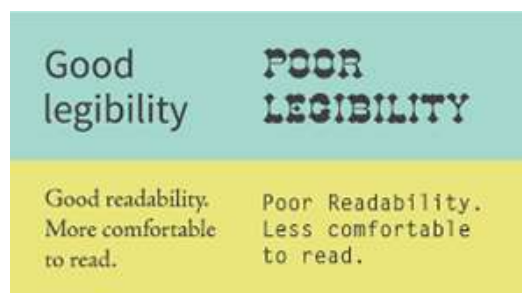 Good
legibility
POOR
LEGIBILITY
Good readability.
More comfortable
to read.
Poor Readability.
Less comfortable
to read.